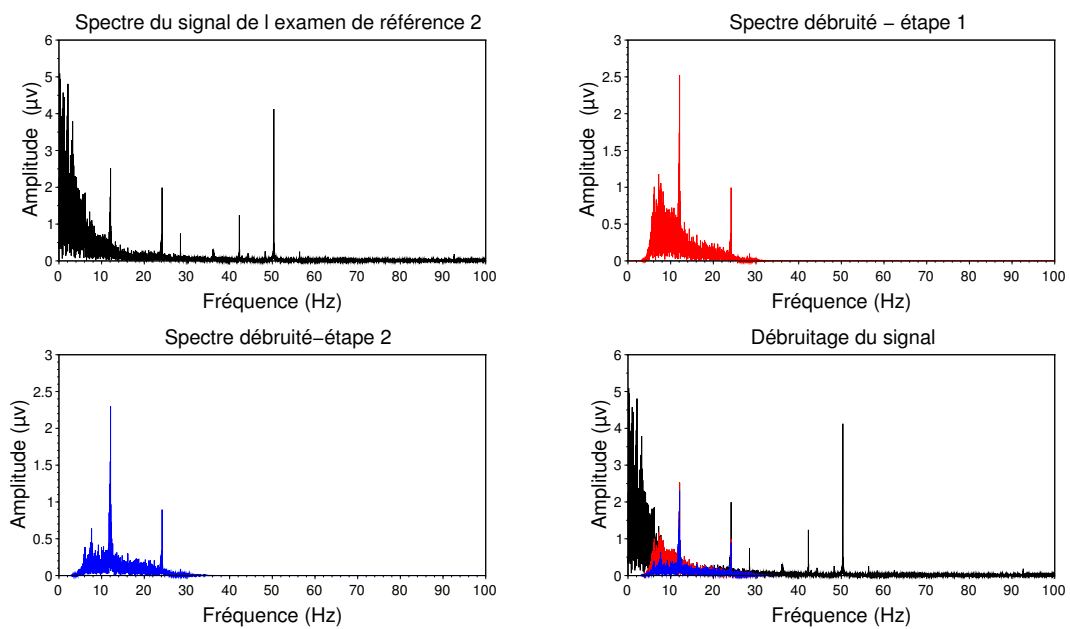 Spectre du signal de l examen de référence 2
Amplitude (µv)
6
5
4
3
2
1
0
0 10 20 30 40 50 60 70 80 90 100
Fréquence (Hz)
Spectre débruité − étape 1
Amplitude (µv)
3
2.5
2
1.5
1
0.5
0
0 10 20 30 40 50 60 70 80 90 100
Fréquence (Hz)
Spectre débruité−étape 2
Amplitude (µv)
3
2.5
2
1.5
1
0.5
0
0 10 20 30 40 50 60 70 80 90 100
Fréquence (Hz)
Débruitage du signal
Amplitude (µv)
6
5
4
3
2
1
0
0 10 20 30 40 50 60 70 80 90 100
Fréquence (Hz)